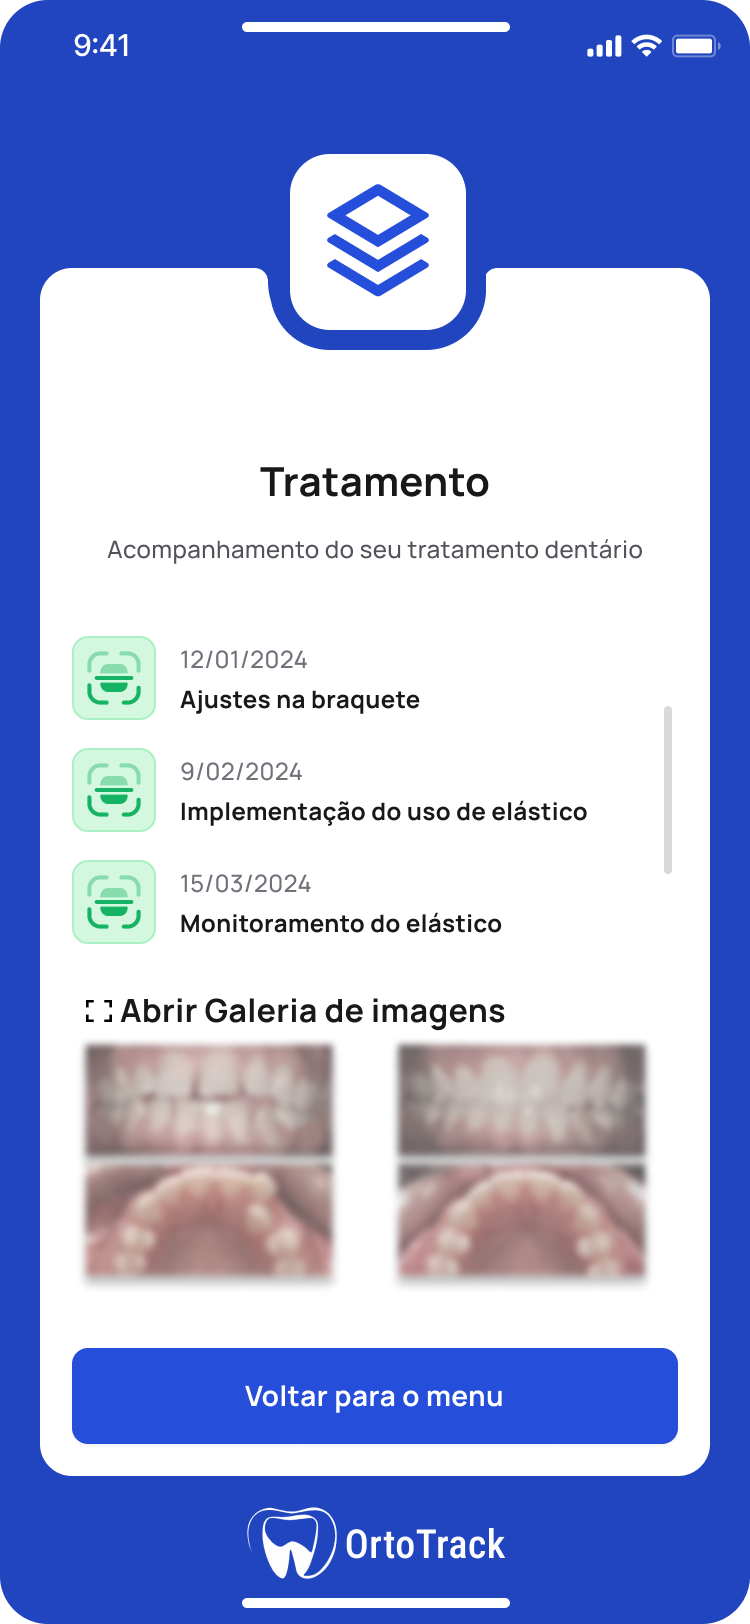 9:41
Tratamento
Acompanhamento do seu tratamento dentário
12/01/2024
Ajustes na braquete
9/02/2024
Implementação do uso de elástico
15/03/2024
Monitoramento do elástico
Abrir Galeria de imagens
Voltar para o menu
OrtoTrack